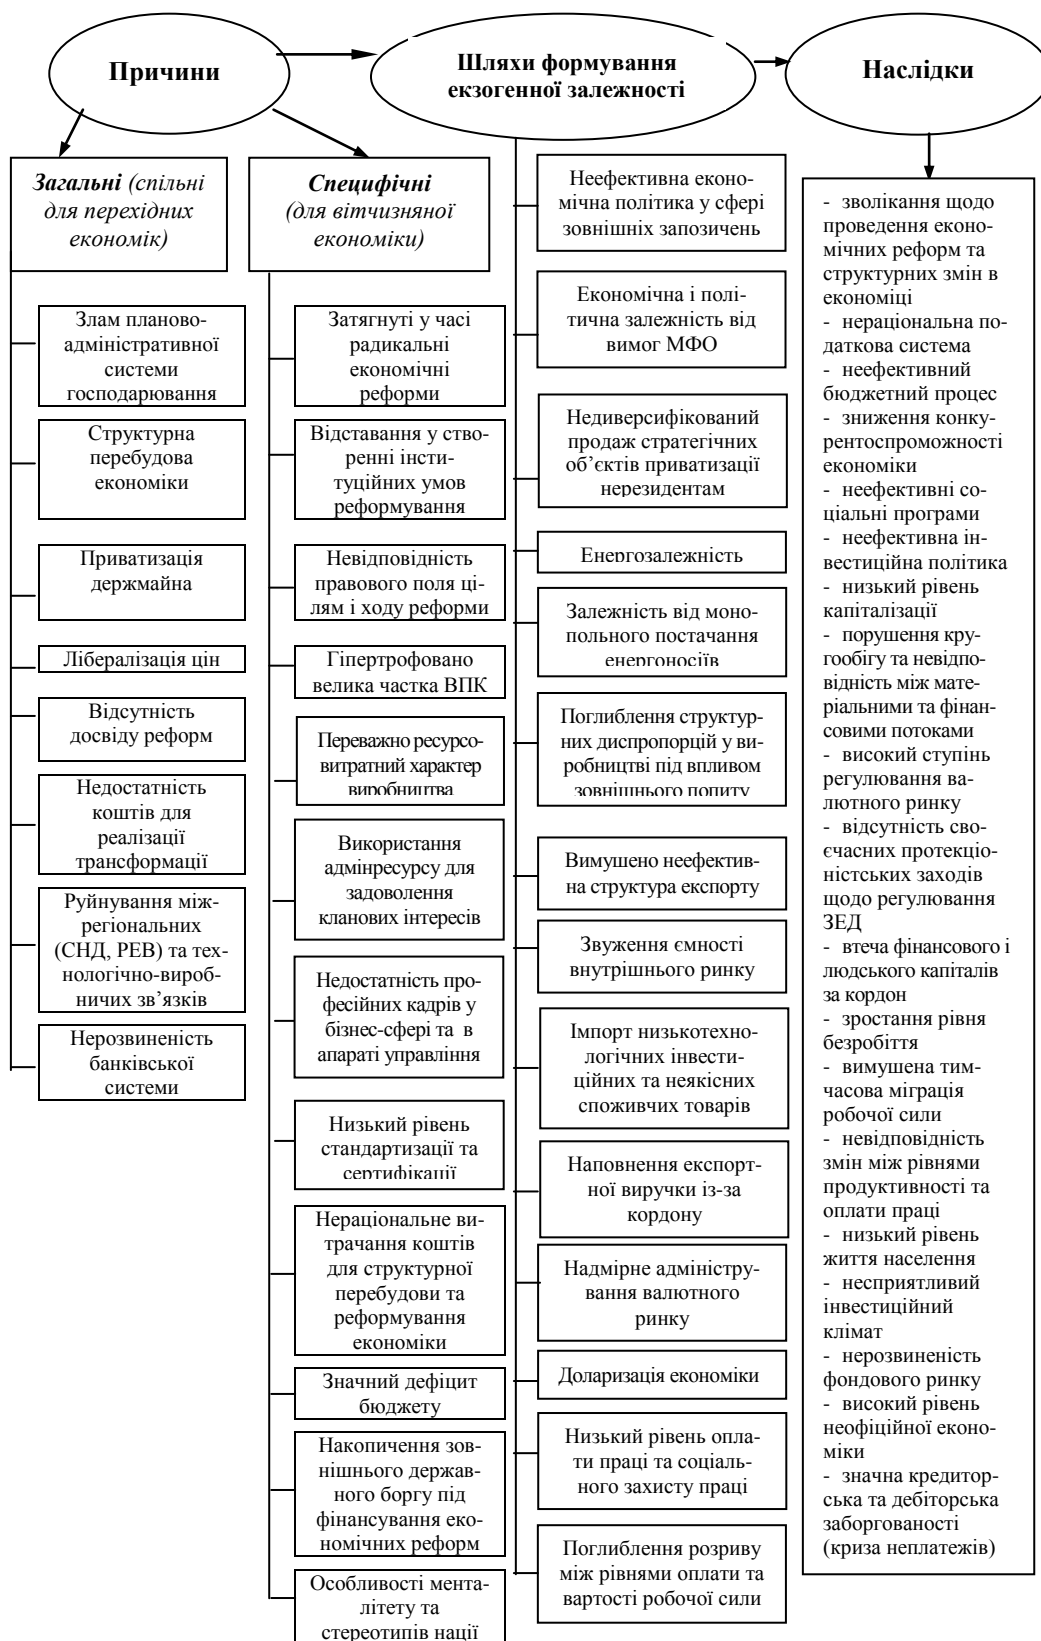 Причини
Шляхи формування
екзогенної залежності
Наслідки
Загальні (спільні
для перехідних
економік)
Злам планово-
адміністративної
системи
господарювання
Структурна
перебудова
економіки
Приватизація
держмайна
Лібералізація цін
Відсутність
досвіду реформ
Недостатність
коштів для
реалізації
трансформації
Руйнування між-
регіональних
(СНД, РЕВ) та тех-
нологічно-вироб-
ничих зв’язків
Нерозвиненість
банківської
системи
Специфічні
(для вітчизняної
економіки)
Затягнуті у часі
радикальні
економічні
реформи
Відставання у ство-
ренні інсти-
туційних умов
реформування
Невідповідність
правового поля ці-
лям і ходу реформи
Гіпертрофовано
велика частка ВПК
Переважно ресурсо-
витратний характер
виробництва
Використання
адмінресурсу для
задоволення
кланових інтересів
Недостатність про-
фесійних кадрів у
бізнес-сфері та в
апараті управління
Низький рівень
стандартизації та
сертифікації
Нераціональне ви-
трачання коштів
для структурної
перебудови та
реформування
економіки
Значний дефіцит
бюджету
Накопичення зов-
нішнього держав-
ного боргу під
фінансування еко-
номічних реформ
Особливості мента-
літету та
стереотипів нації
Неефективна еконо-
мічна політика у сфері
зовнішніх запозичень
Економічна і полі-
тична залежність від
вимог МФО
Недиверсифікований
продаж стратегічних
об’єктів приватизації
нерезидентам
Енергозалежність
Залежність від моно-
польного постачання
енергоносіїв
Поглиблення структур-
них диспропорцій у ви-
робництві під впливом
зовнішнього попиту
Вимушено неефектив-
на структура експорту
Звуження ємності
внутрішнього ринку
Імпорт низькотехно-
логічних інвести-
ційних та неякісних
споживчих товарів
Наповнення експорт-
ної виручки із-за
кордону
Надмірне адміністру-
вання валютного
ринку
Доларизація економіки
Низький рівень опла-
ти праці та соціаль-
ного захисту праці
Поглиблення розриву
між рівнями оплати та
вартості робочої сили
- зволікання щодо
проведення еконо-
мічних реформ та
структурних змін в
економіці
- нераціональна по-
даткова система
- неефективний
бюджетний процес
- зниження конку-
рентоспроможності
економіки
- неефективні со-
ціальні програми
- неефективна ін-
вестиційна політика
- низький рівень
капіталізації
- порушення кру-
гообігу та невідпо-
відність між мате-
ріальними та фінан-
совими потоками
- високий ступінь
регулювання ва-
лютного ринку
- відсутність сво-
єчасних протекціо-
ністських заходів
щодо регулювання
ЗЕД
- втеча фінансового і
людського капіталів
за кордон
- зростання рівня
безробіття
- вимушена тим-
часова міграція
робочої сили
- невідповідність
змін між рівнями
продуктивності та
оплати праці
- низький рівень
життя населення
- несприятливий
інвестиційний
клімат
- нерозвиненість
фондового ринку
- високий рівень
неофіційної еконо-
міки
- значна кредитор-
ська та дебіторська
заборгованості
(криза неплатежів)